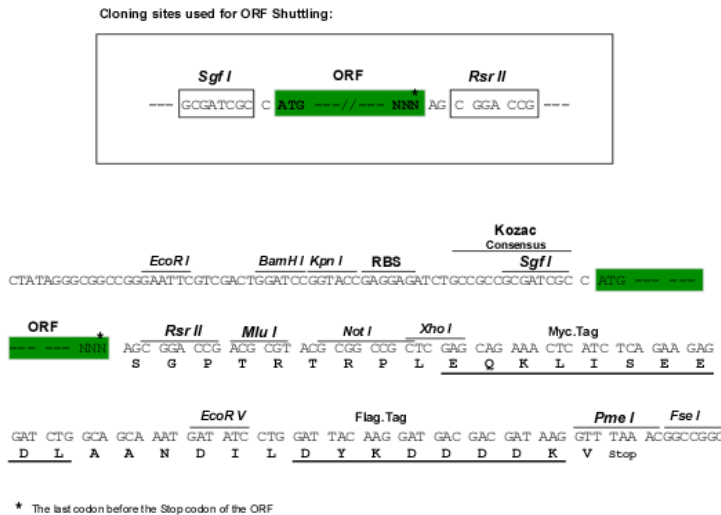 Cloning sites used for ORF Shuttling:
Sgf I ORF Rsr II
*
--- GCGATCGC C ATG ---//--- NNN AG C GGA CCG ---
Kozac
Consensus
EcoR I BamH I Kpn I RBS Sgf I
CTATAGGGCGGCCGGGAATTCGTCGACTGGATCCGGTACCGAGGAGATCTGCCGCCGCGATCGC C ATG --- ---
ORF * Rsr II Mlu I Not I Xho I Myc.Tag
--- --- NNN AGC GGA CCG ACG CGT ACG CGG CCG CTC GAG CAG AAA CTC ATC TCA GAA GAG
S G P T R T R P L E Q K L I S E E
EcoR V Flag.Tag Pme I Fse I
GAT CTG GCA GCA AAT GAT ATC CTG GAT TAC AAG GAT GAC GAC GAT AAG GTT TAA ACGGCCGGC
D L A A N D I L D Y K D D D D K V Stop
* The last codon before the Stop codon of the ORF